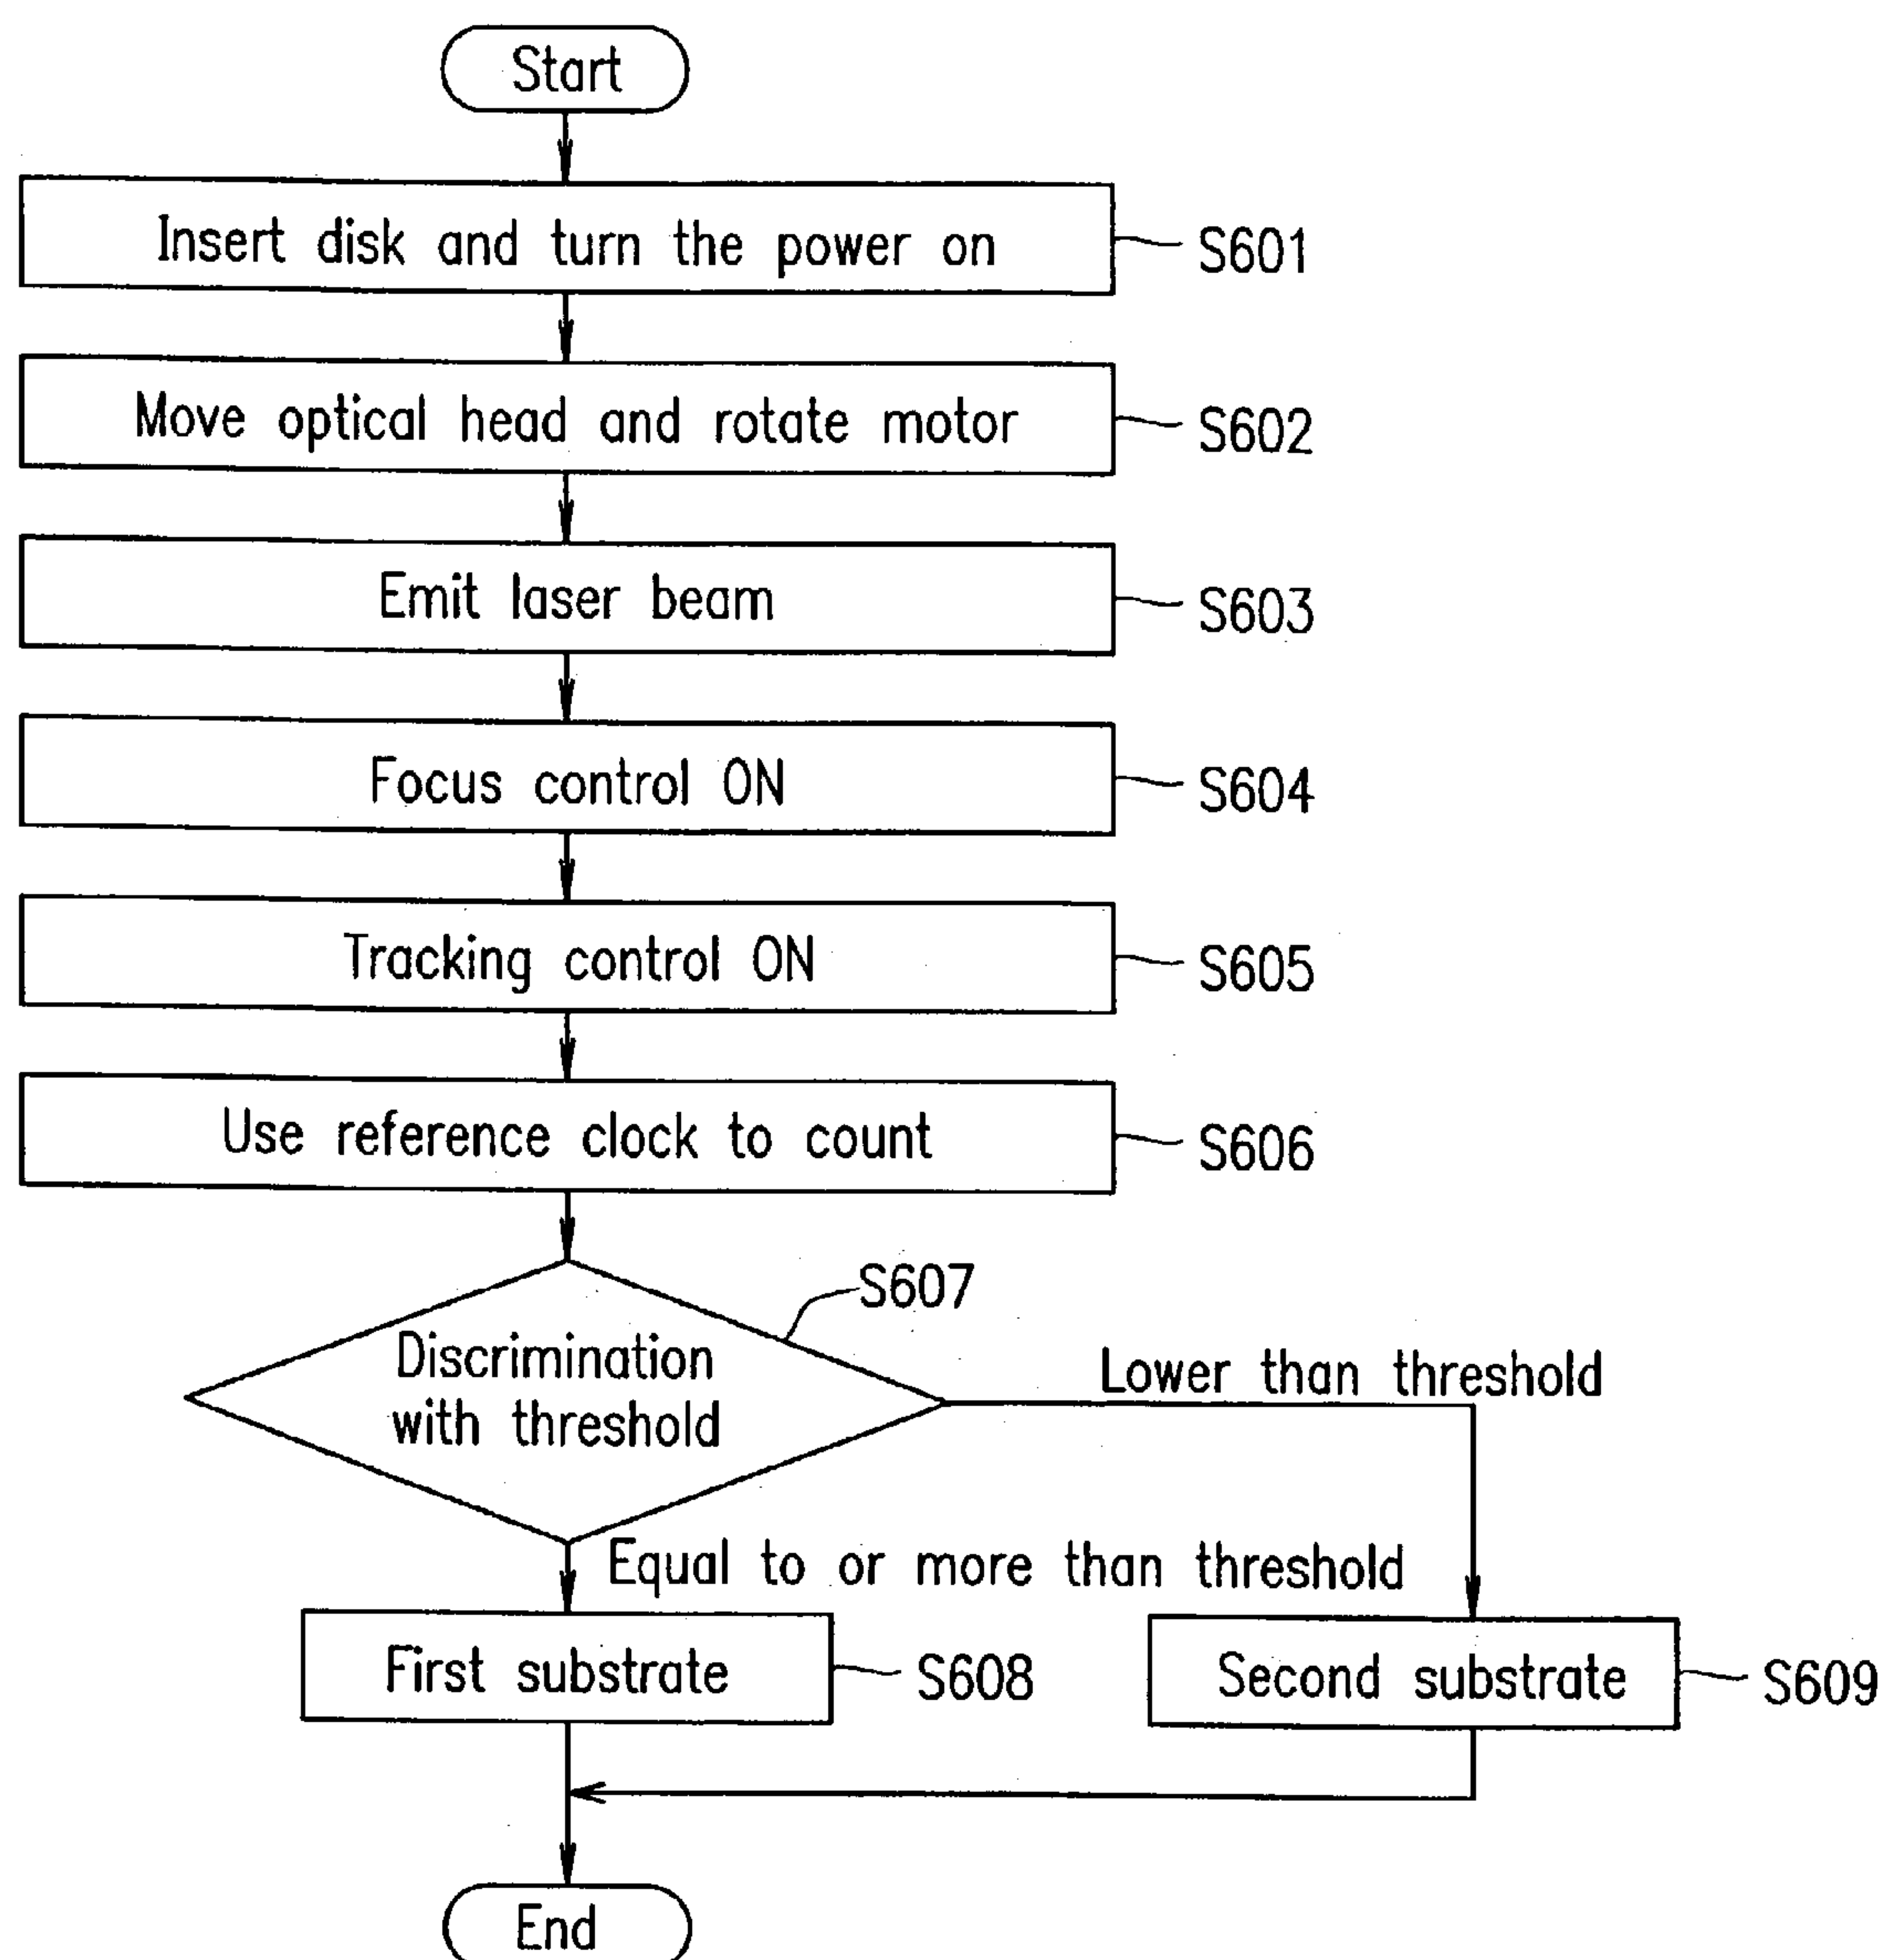 Start
Insert disk and turn the power on
S601
Move optical head and rotate motor
S602
Emit laser beam
S603
Focus control ON
S604
Tracking control ON
S605
Use reference clock to count
S606
S607
Discrimination
with threshold
Lower than threshold
Equal to or more than threshold
First substrate
S608
Second substrate
S609
End